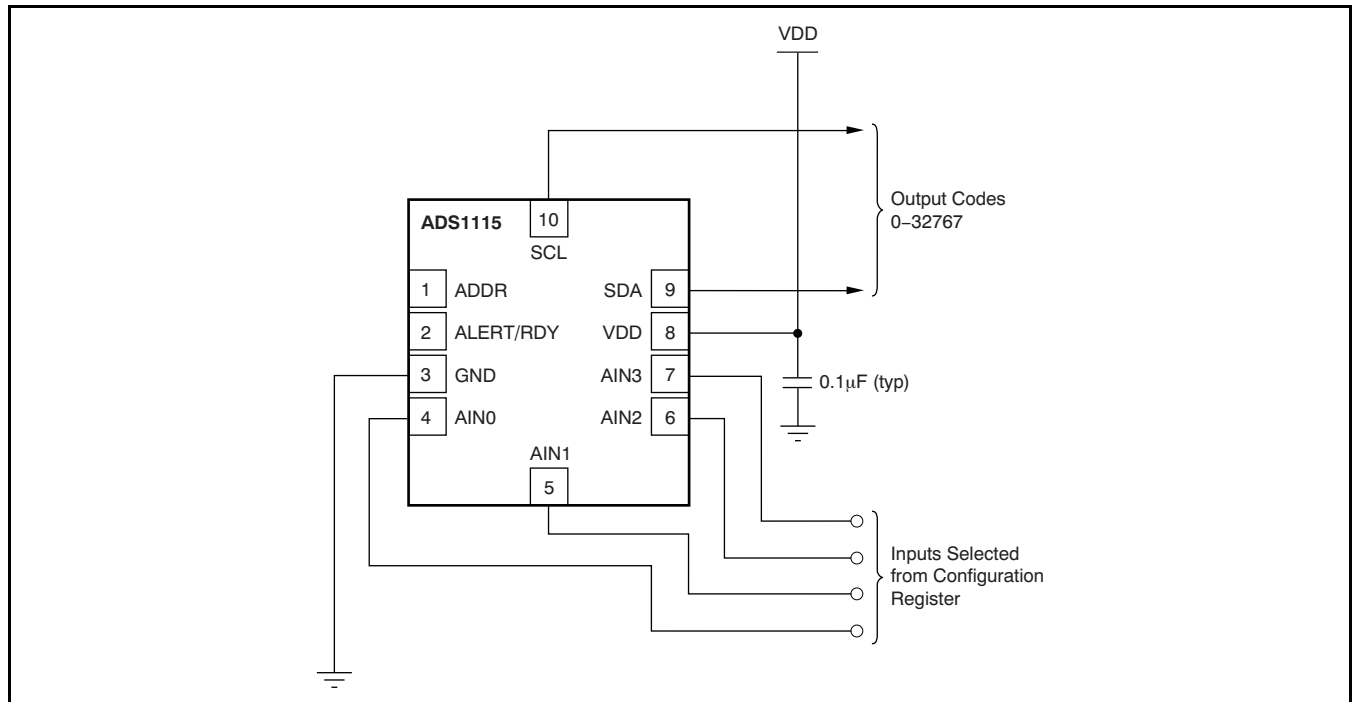 VDD
Output Codes
0–32767
ADS1115
10
SCL
1 ADDR
SDA 9
2 ALERT/RDY
VDD 8
3 GND
AIN3 7
0.1μF (typ)
4 AIN0
AIN2 6
AIN1
5
Inputs Selected
from Configuration
Register